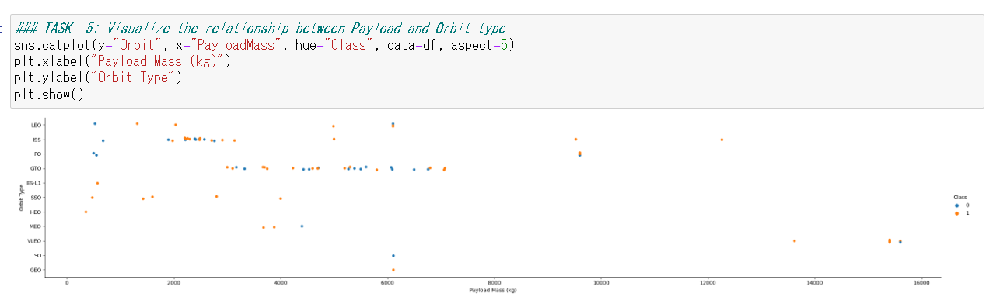 :
### TASK  5: Visualize the relationship between Payload and Orbit type
sns.catplot(y="Orbit", x="PayloadMass", hue="Class", data=df, aspect=5)
plt.xlabel("Payload Mass (kg)")
plt.ylabel("Orbit Type")
plt.show()
LEO
ISS
PO
GTO
ES-L1
SSO
HEO
MEO
VLEO
SO
GEO
Orbit Type
0 2000 4000 6000 8000 10000 12000 14000 16000
Payload Mass (kg)
Class
0
1